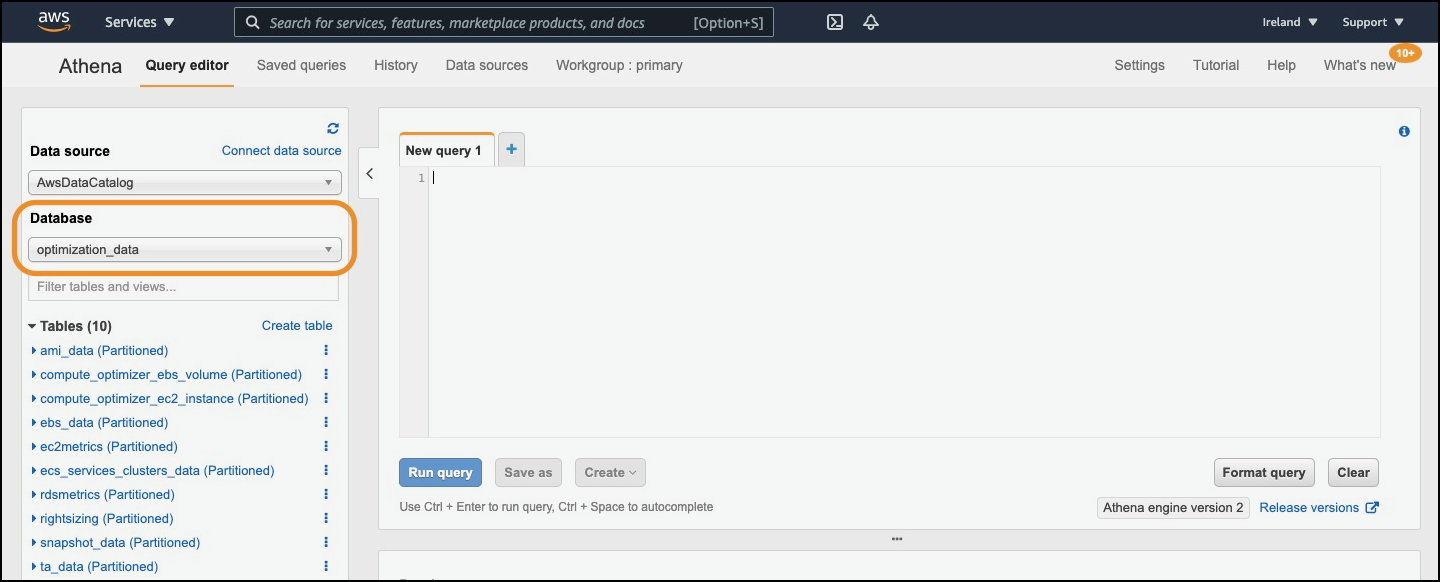 aws Services Search for services, features, marketplace products, and docs [Option+S] Ireland Support
Athena Query editor Saved queries History Data sources Workgroup : primary Settings Tutorial Help What's new 10+
Data source Connect data source
AwsDataCatalog
Database
optimization_data
Filter tables and views...
Tables (10) Create table
ami_data (Partitioned)
compute_optimizer_ebs_volume (Partitioned)
compute_optimizer_ec2_instance (Partitioned)
ebs_data (Partitioned)
ec2metrics (Partitioned)
ecs_services_clusters_data (Partitioned)
rdsmetrics (Partitioned)
rightsizing (Partitioned)
snapshot_data (Partitioned)
ta_data (Partitioned)
New query 1 +
1
Run query Save as Create Format query Clear
Use Ctrl + Enter to run query, Ctrl + Space to autocomplete Athena engine version 2 Release versions